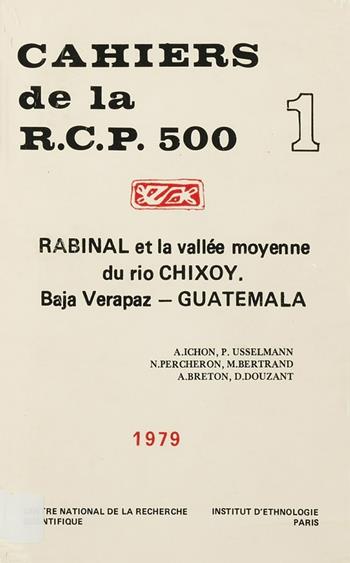 CAHIERS
de la
R.C.P. 500
1
RABINAL et la vallée moyenne
du rio CHIXOY.
Baja Verapaz — GUATEMALA
A.ICHON, P. USSELMANN
N.PERCHERON, M.BERTRAND
A.BRETON, D.DOUZANT
1979
NATIONAL DE LA RECHERCHE
INSTITUT D'ETHNOLOGIE
PARIS